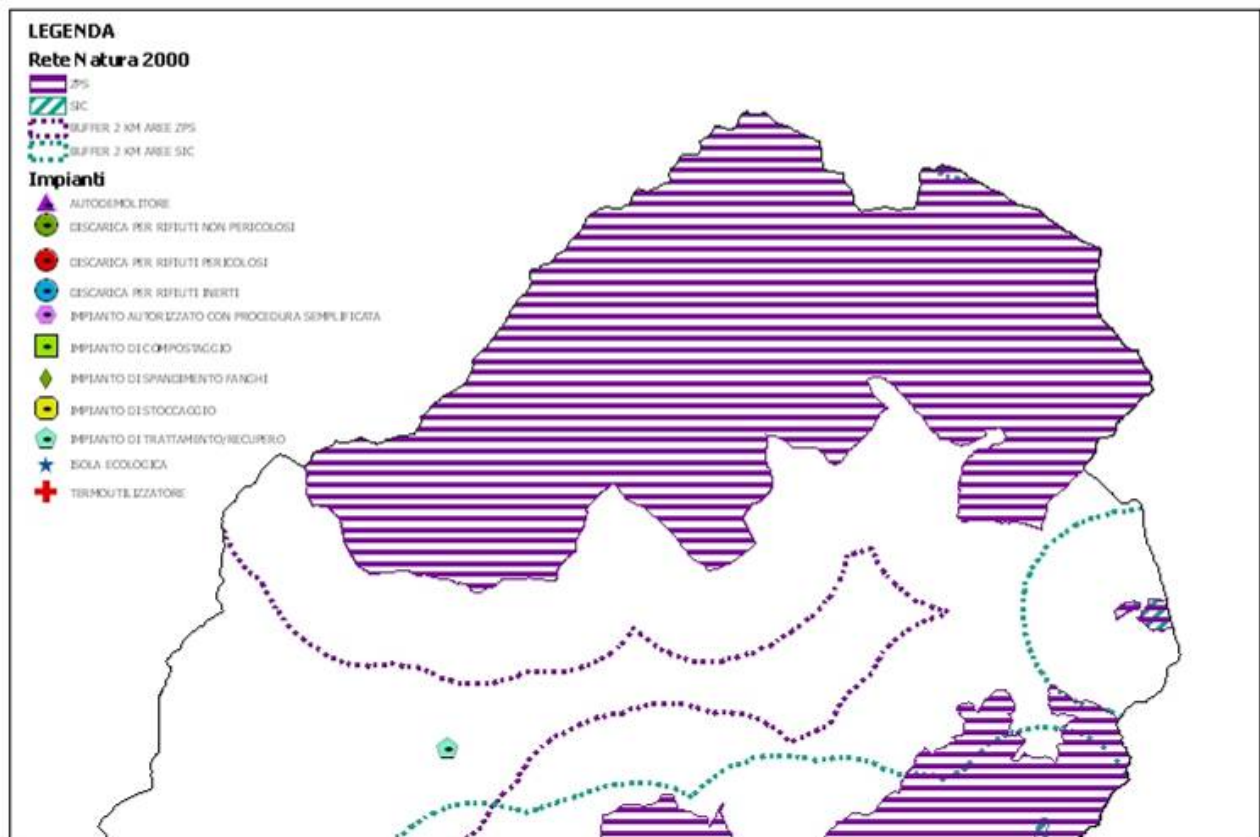 LEGENDA
Rete Natura 2000
ZPS
SIC
BUFFER 2 KM AREE ZPS
BUFFER 2 KM AREE SIC
Impianti
AUTODEMOLITORE
DISCARICA PER RIFIUTI NON PERICOLOSI
DISCARICA PER RIFIUTI PERICOLOSI
DISCARICA PER RIFIUTI INERTI
IMPIANTO AUTORIZZATO CON PROCEDURA SEMPLIFICATA
IMPIANTO DI COMPOSTAGGIO
IMPIANTO DI SPANDIMENTO FANGHI
IMPIANTO DI STOCCAGGIO
IMPIANTO DI TRATTAMENTO/RECUPERO
ISOLA ECOLOGICA
TERMOUTILIZZATORE